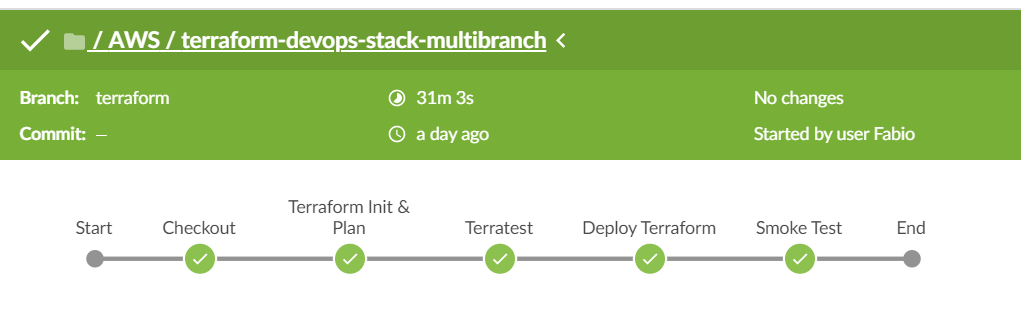 / AWS / terraform-devops-stack-multibranch <
Branch: terraform
31m 3s
No changes
Commit: –
a day ago
Started by user Fabio
Start
Checkout
Terraform Init &
Plan
Terratest
Deploy Terraform
Smoke Test
End